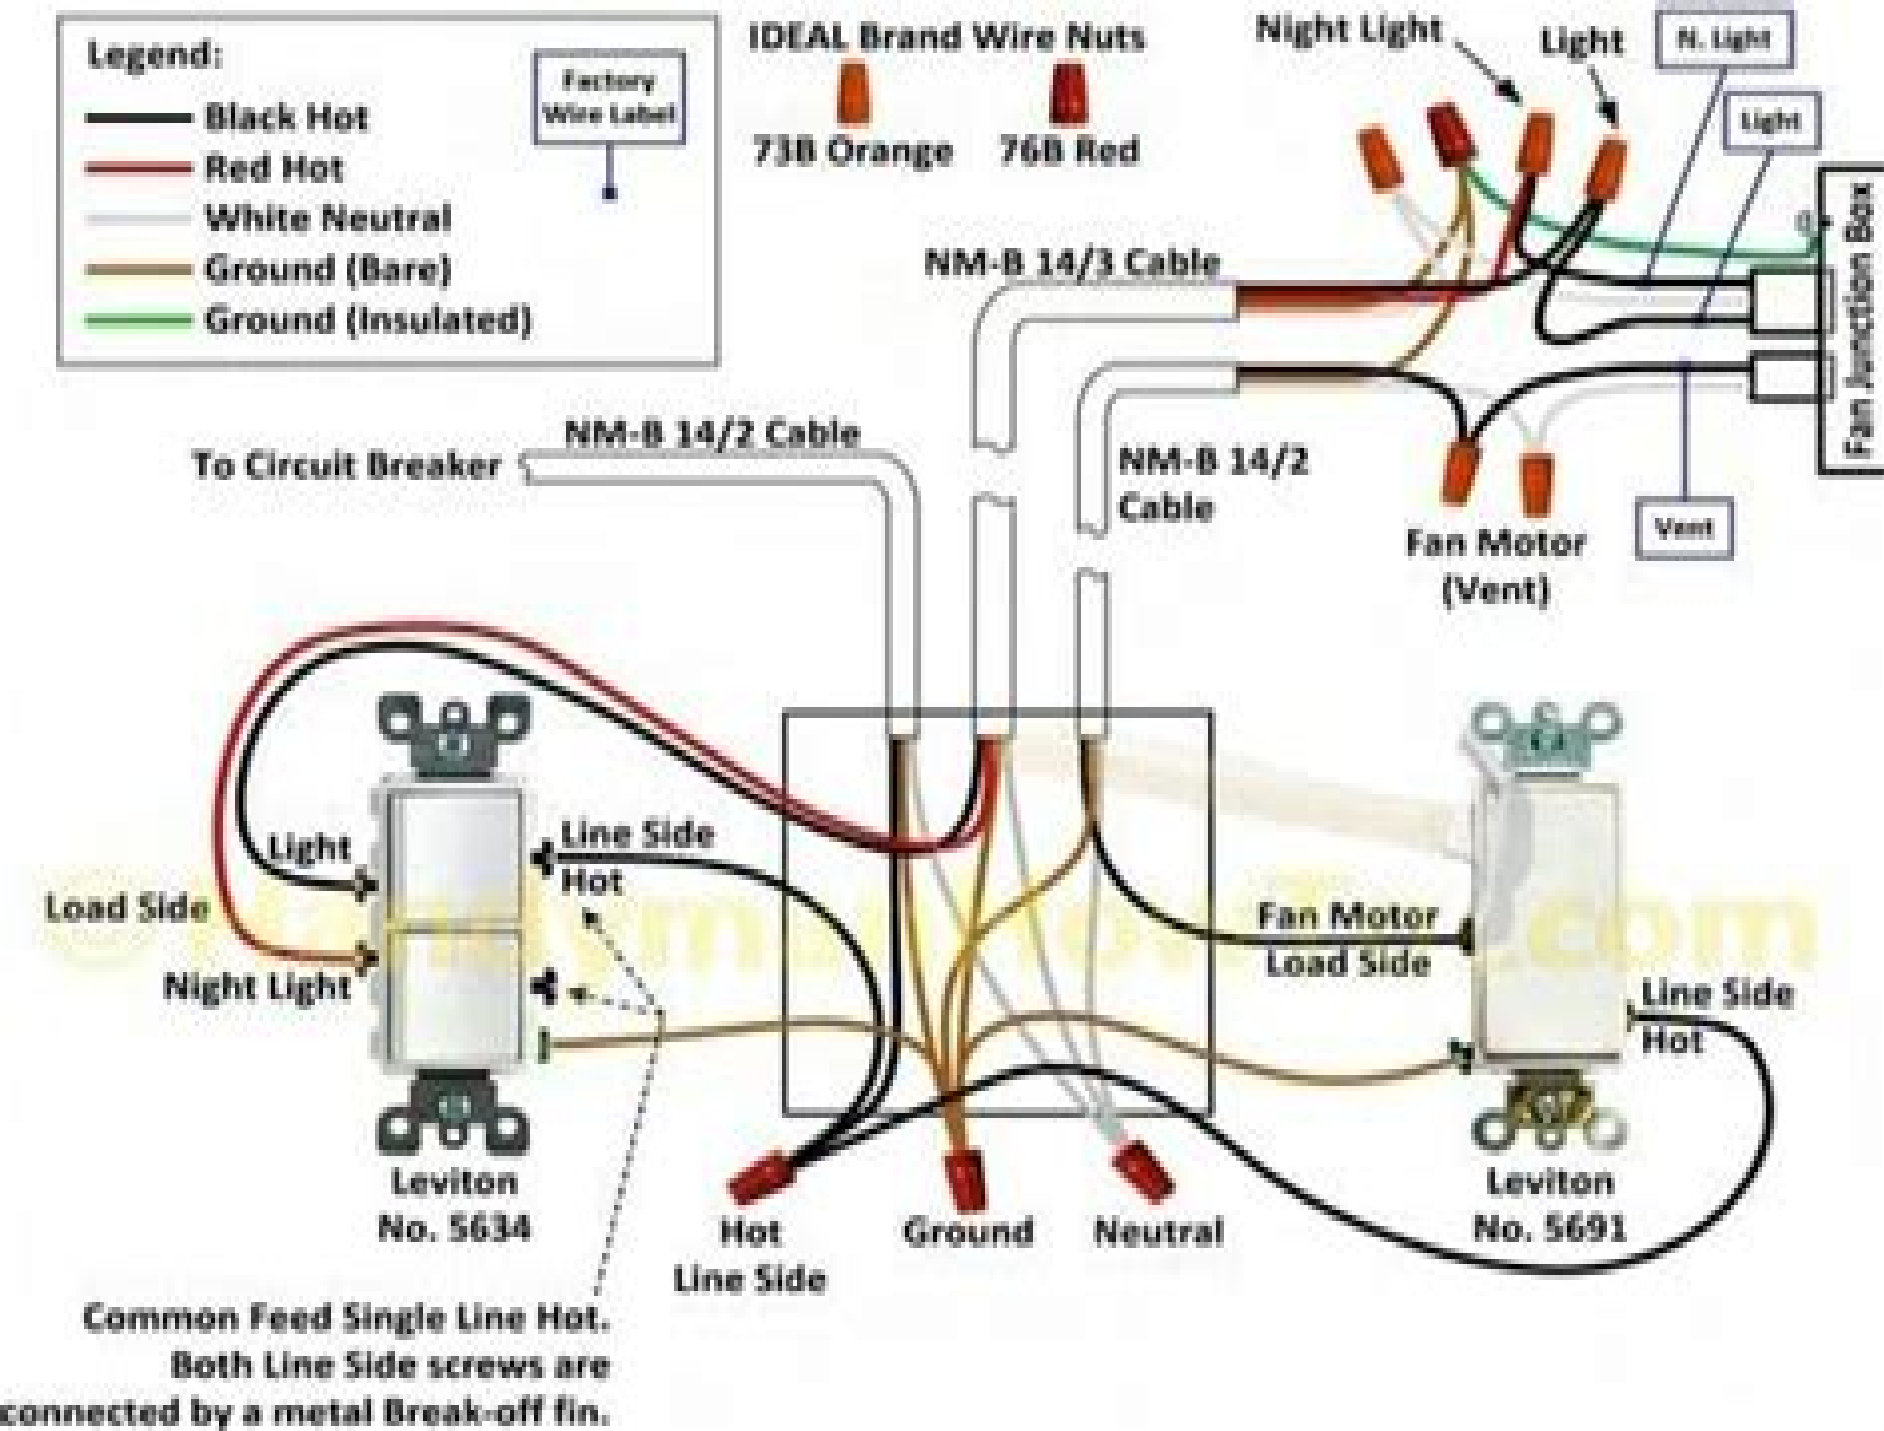 Legend:
Black Hot
Red Hot
White Neutral
Ground (Bare)
Ground (Insulated)
Factory
Wire Label
IDEAL Brand Wire Nuts
73B Orange
76B Red
Night Light
Light
N. Light
Light
Fan Junction Box
NM-B 14/3 Cable
NM-B 14/2 Cable
To Circuit Breaker
NM-B 14/2
Cable
Fan Motor
(Vent)
Vent
Light
Line Side
Hot
Load Side
Night Light
Fan Motor
Load Side
Line Side
Hot
Leviton
No. 5634
Hot
Line Side
Ground
Neutral
Leviton
No. 5691
Common Feed Single Line Hot.
Both Line Side screws are
connected by a metal Break-off fin.
.com